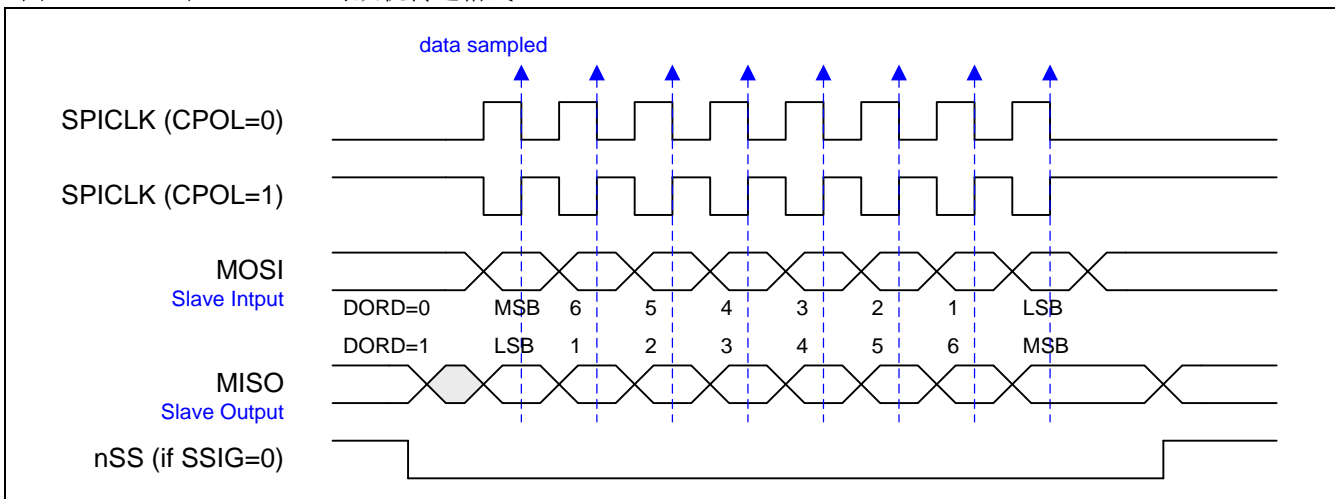 data sampled
SPICLK (CPOL=0)
SPICLK (CPOL=1)
MOSI
Slave Intput
DORD=0 MSB 6 5 4 3 2 1 LSB
DORD=1 LSB 1 2 3 4 5 6 MSB
MISO
Slave Output
nSS (if SSIG=0)